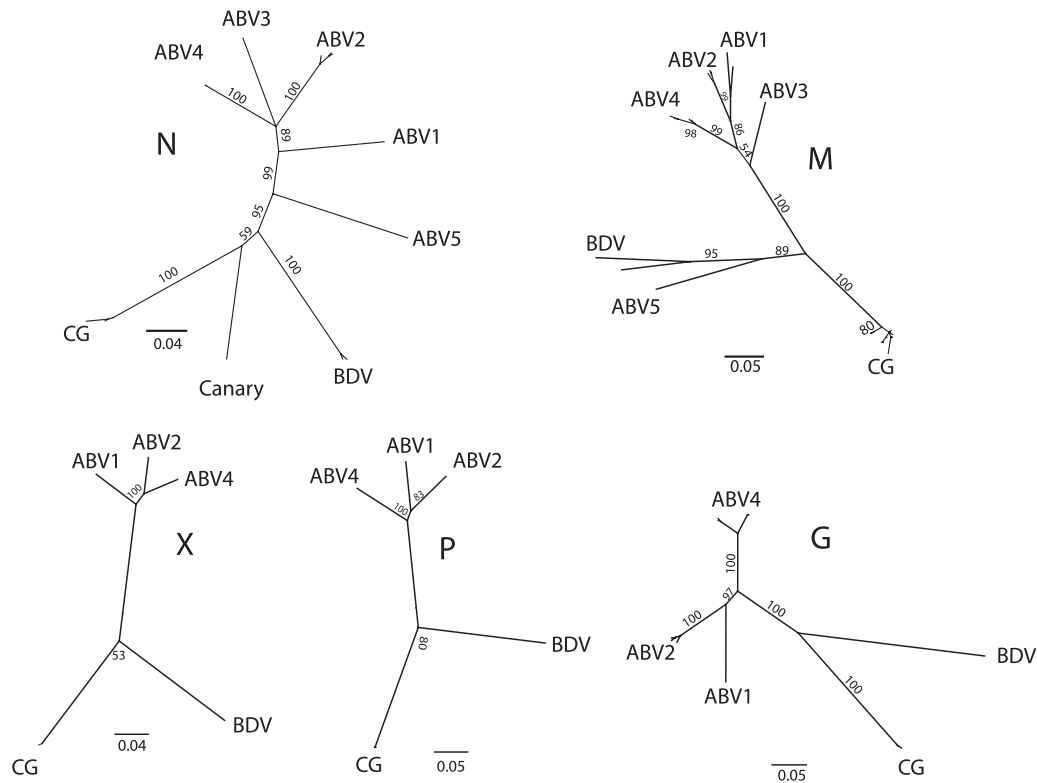 ABV3
ABV2
ABV4
100
100
N
89
ABV1
99
95
ABV5
59
100
100
CG
0.04
Canary
BDV
ABV1
ABV2
ABV3
ABV4
99
86
99
98
54
M
100
BDV
95
89
ABV5
100
80
0.05
CG
ABV2
ABV1
ABV4
100
X
53
BDV
0.04
CG
ABV1
ABV2
ABV4
83
100
P
80
BDV
CG
0.05
ABV4
G
100
97
100
100
ABV2
BDV
ABV1
100
CG
0.05